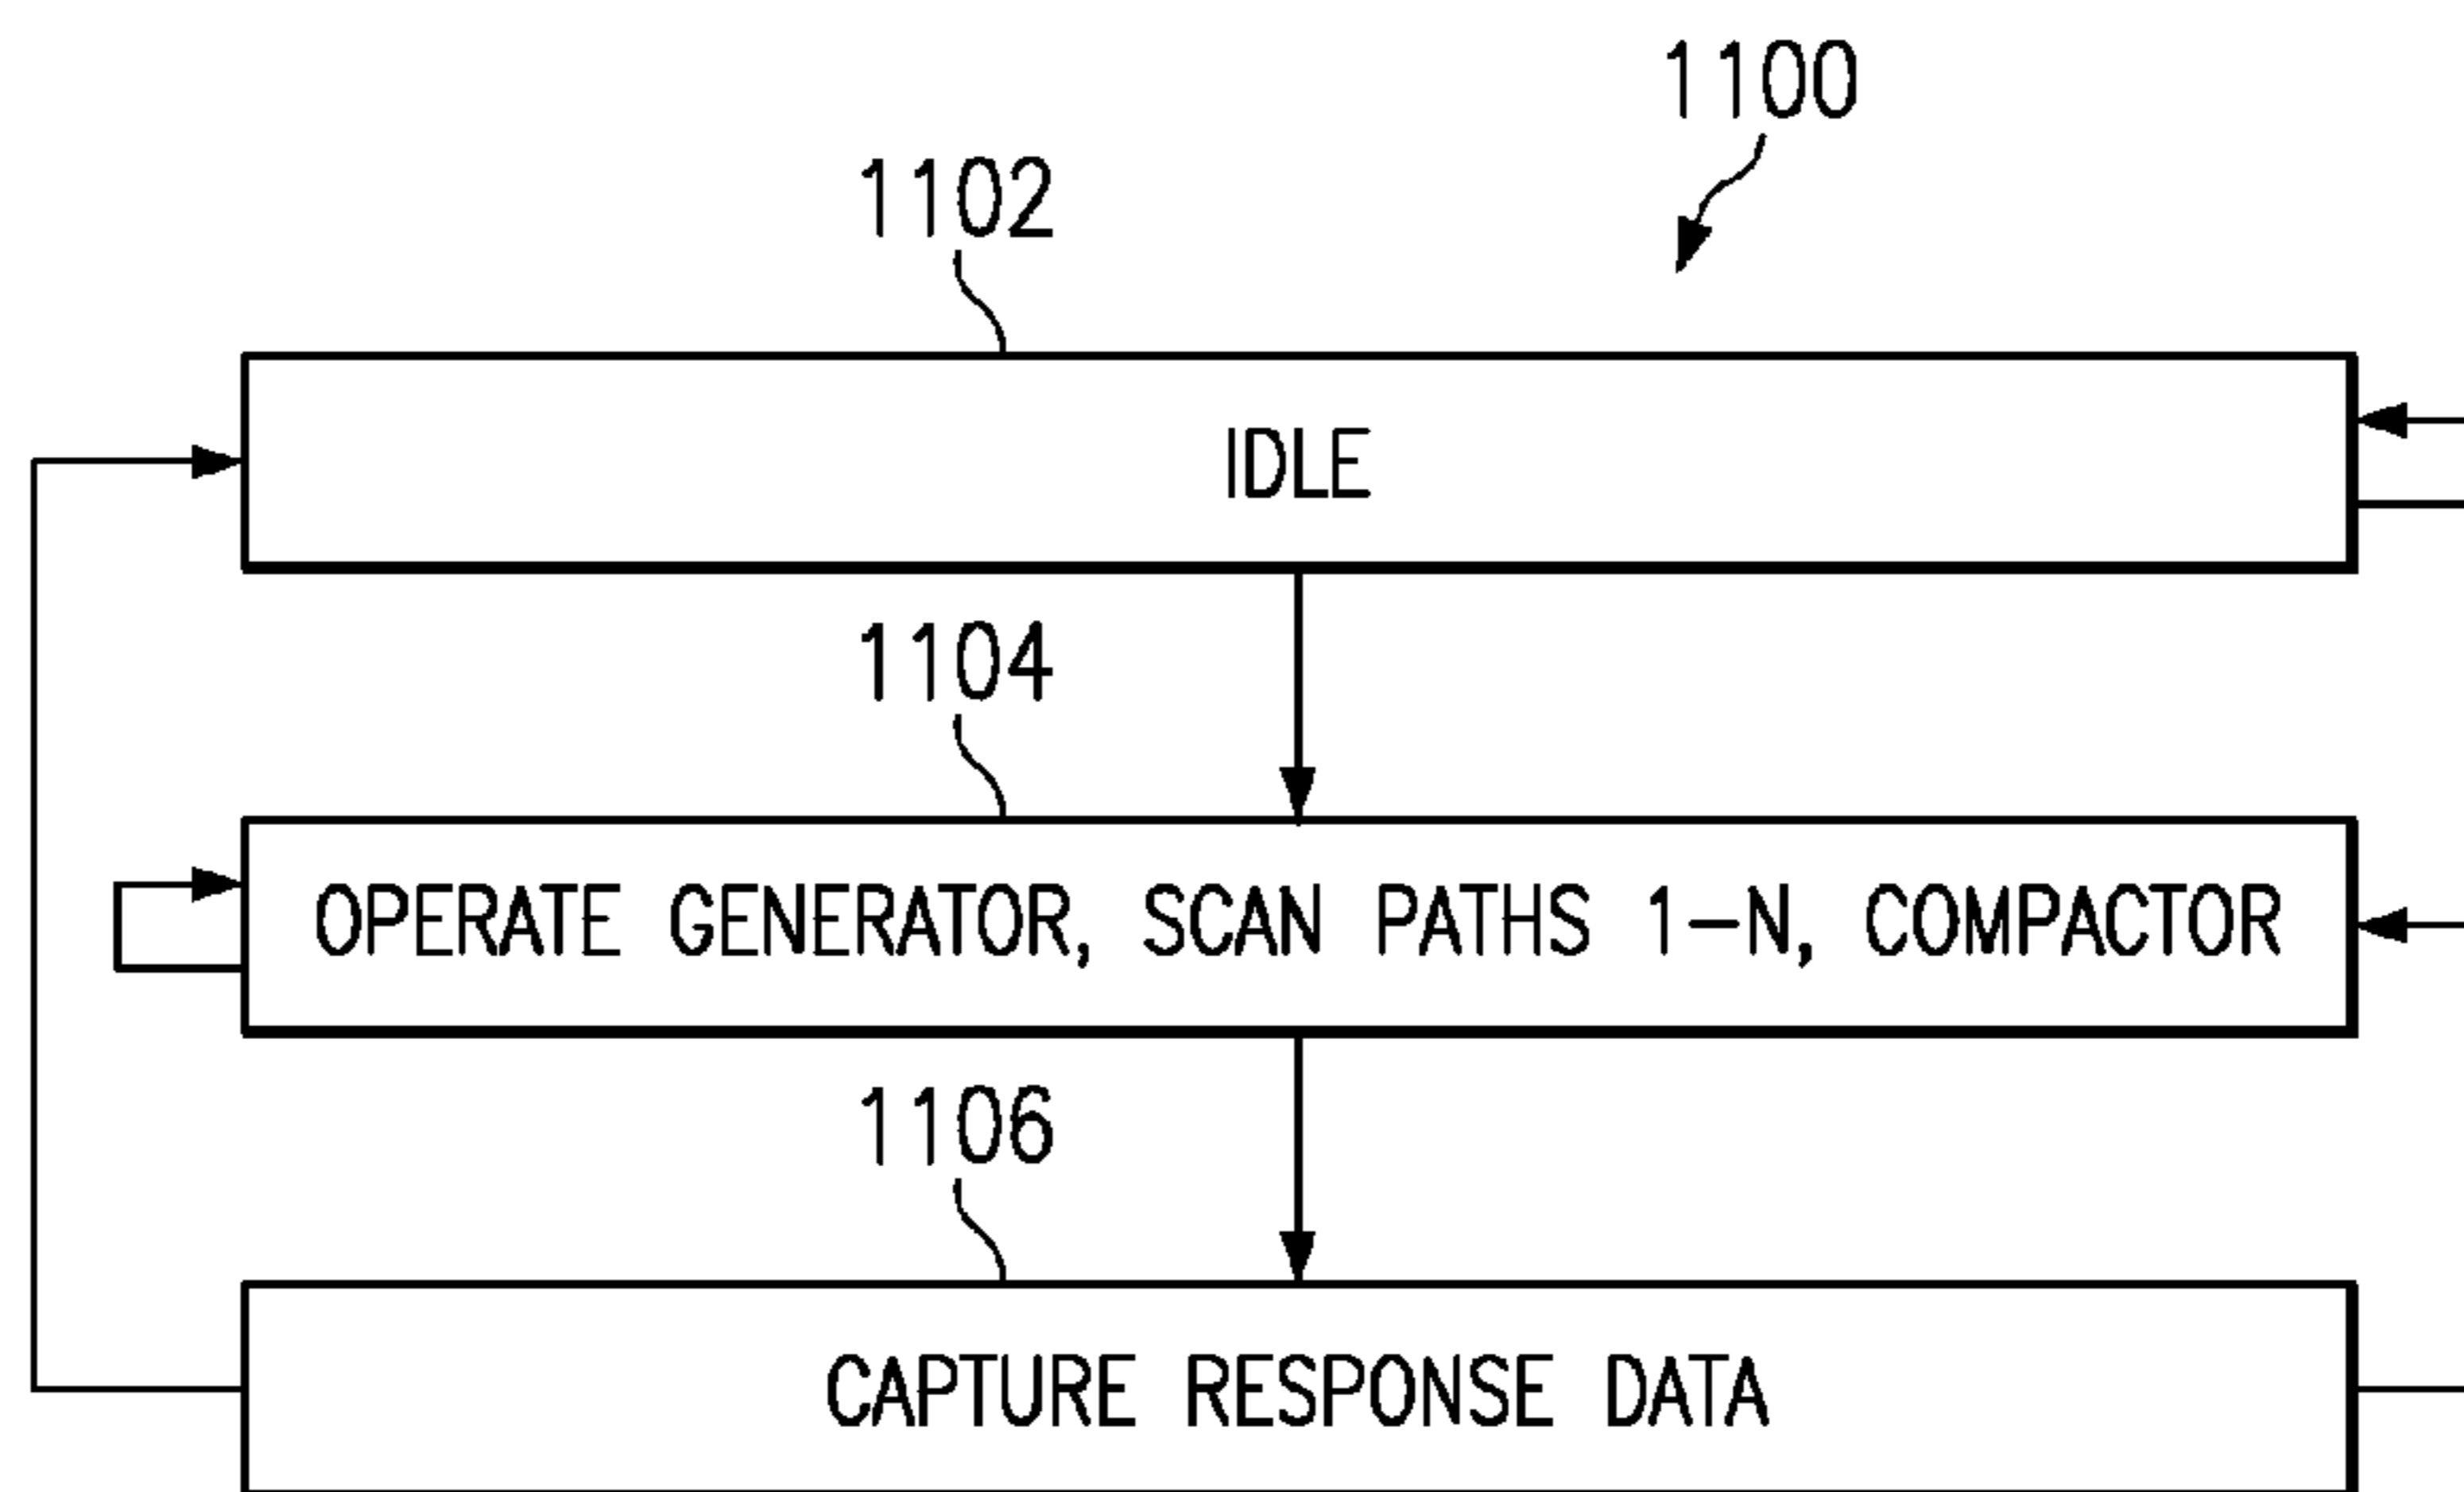 1100
1102
IDLE
1104
OPERATE GENERATOR, SCAN PATHS 1-N, COMPACTOR
1106
CAPTURE RESPONSE DATA